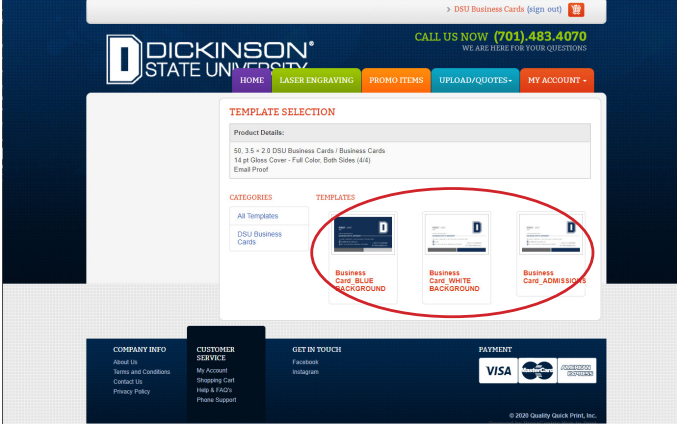 > DSU Business Cards (sign out)
CALL US NOW (701).483.4070
WE ARE HERE FOR YOUR QUESTIONS
D DICKINSON®
STATE UNIVERSITY
HOME LASER ENGRAVING PROMO ITEMS UPLOAD/QUOTES MY ACCOUNT
TEMPLATE SELECTION
Product Details:
50, 3.5 × 2.0 DSU Business Cards / Business Cards
14 pt Gloss Cover - Full Color, Both Sides (4/4)
Email Proof
CATEGORIES
All Templates
DSU Business
Cards
TEMPLATES
Business
Card_BLUE
BACKGROUND
Business
Card_WHITE
BACKGROUND
Business
Card_ADMISSIONS
COMPANY INFO
About Us
Terms and Conditions
Contact Us
Privacy Policy
CUSTOMER
SERVICE
My Account
Shopping Cart
Help & FAQ's
Phone Support
GET IN TOUCH
Facebook
Instagram
PAYMENT
VISA MasterCard AMERICAN
EXPRESS
© 2020 Quality Quick Print, Inc.